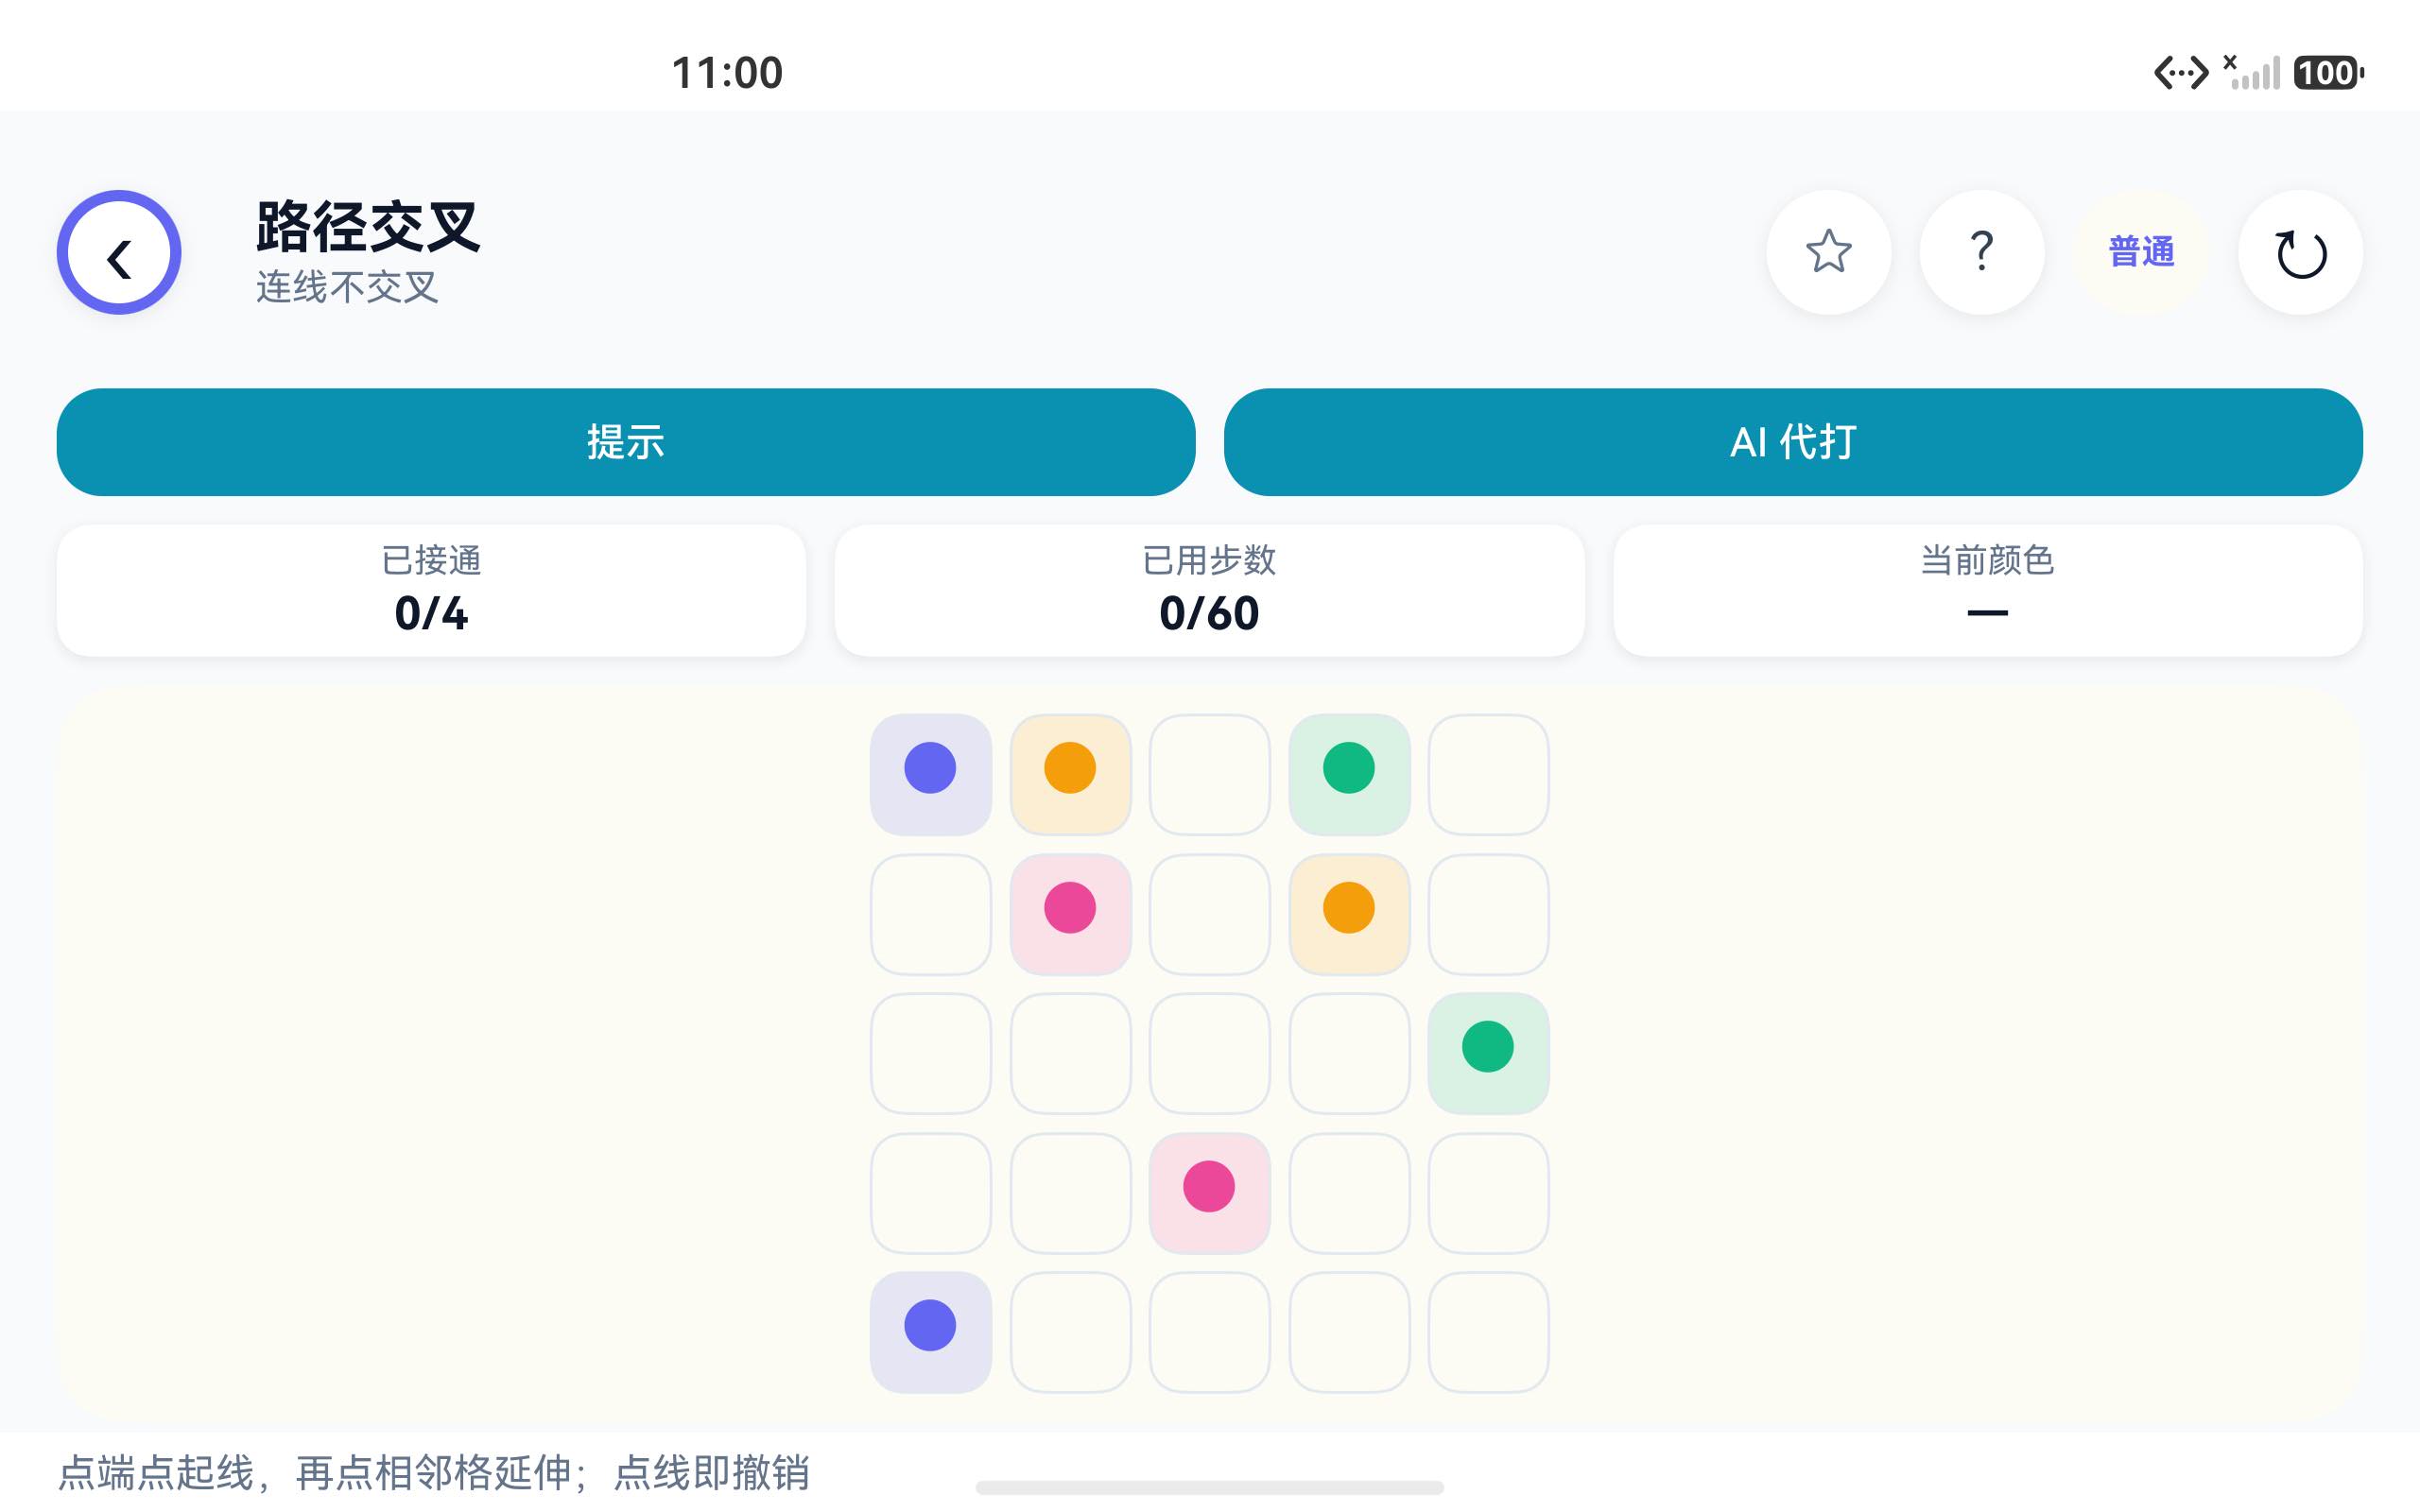 11:00
100
路径交叉
连线不交叉
?
普通
提示
AI 代打
已接通
0/4
已用步数
0/60
当前颜色
—
点端点起线，再点相邻格延伸；点线即撤销